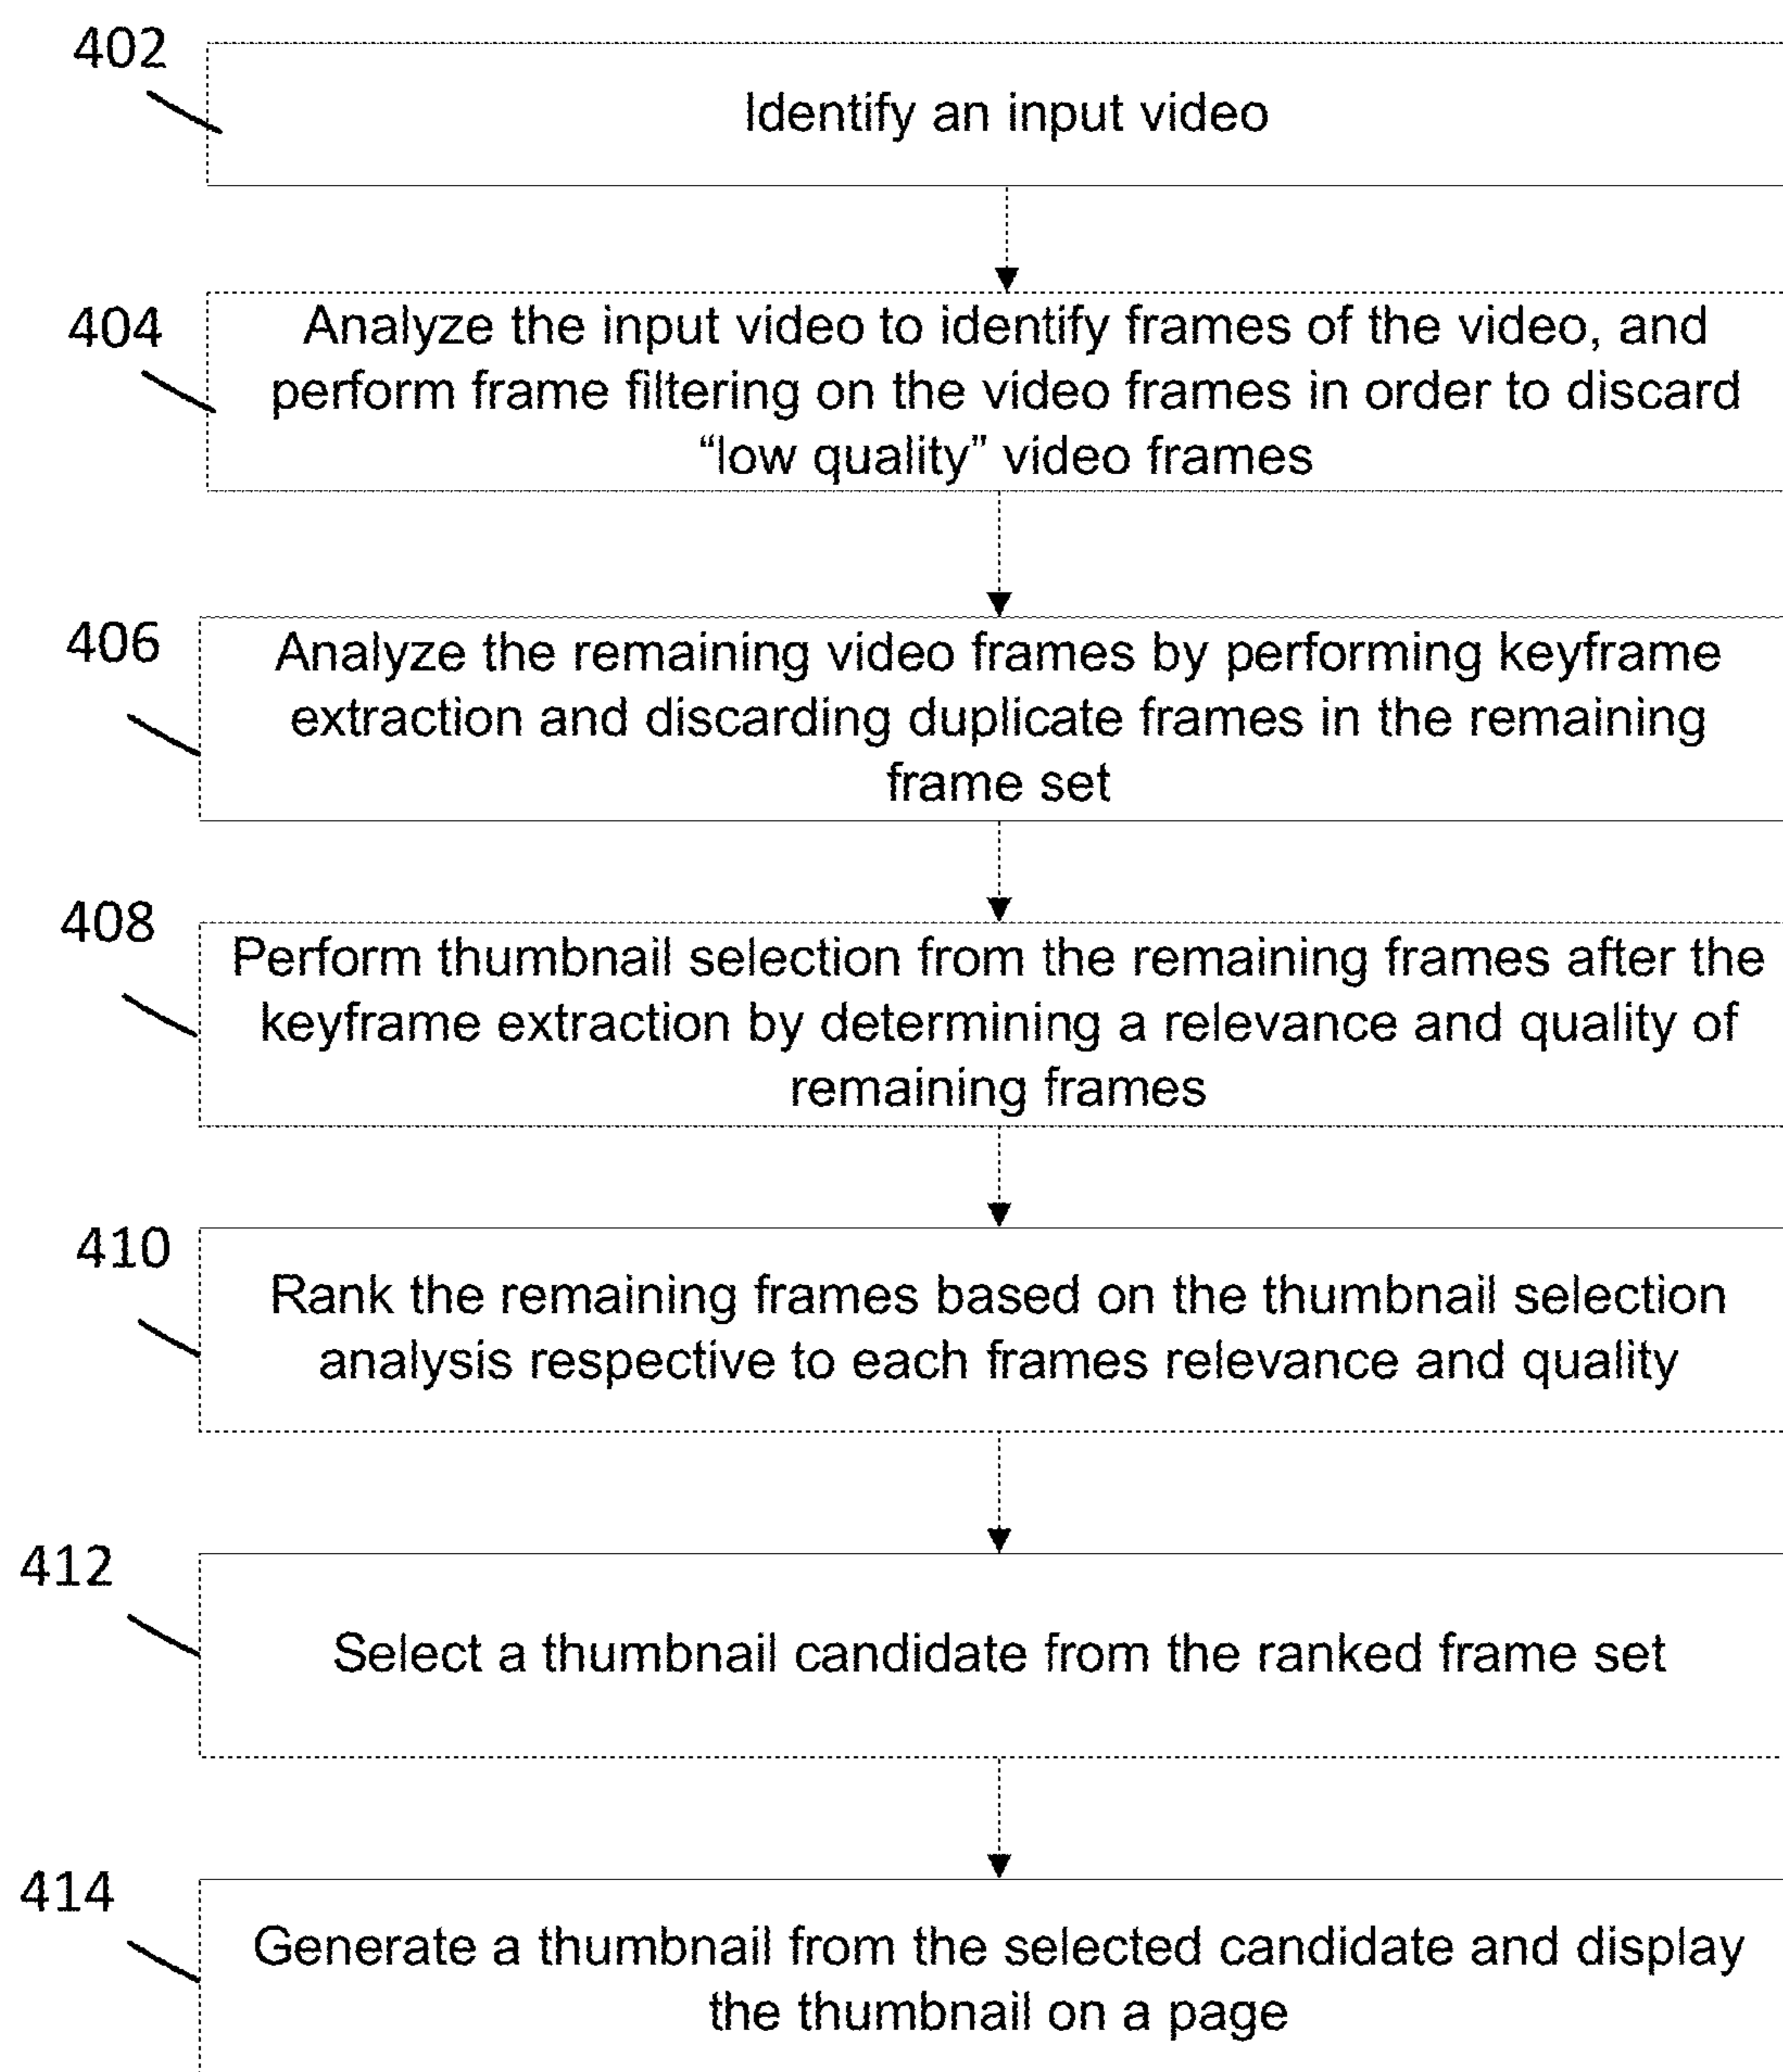 402
Identify an input video
404
Analyze the input video to identify frames of the video, and
perform frame filtering on the video frames in order to discard
“low quality” video frames
406
Analyze the remaining video frames by performing keyframe
extraction and discarding duplicate frames in the remaining
frame set
408
Perform thumbnail selection from the remaining frames after the
keyframe extraction by determining a relevance and quality of
remaining frames
410
Rank the remaining frames based on the thumbnail selection
analysis respective to each frames relevance and quality
412
Select a thumbnail candidate from the ranked frame set
414
Generate a thumbnail from the selected candidate and display
the thumbnail on a page